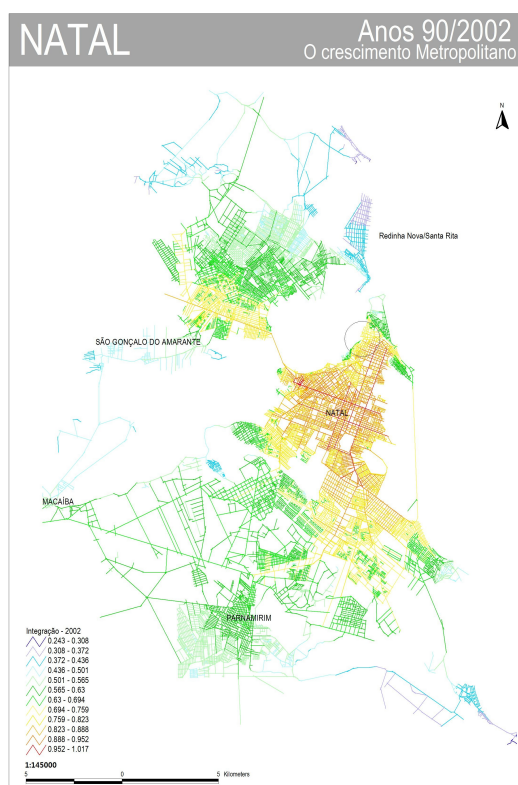 NATAL
Anos 90/2002
O crescimento Metropolitano
N
Redinha Nova/Santa Rita
SÃO GONÇALO DO AMARANTE
NATAL
MACAÍBA
PARNAMIRIM
Integração - 2002
0.243 - 0.308
0.308 - 0.372
0.372 - 0.436
0.436 - 0.501
0.501 - 0.565
0.565 - 0.63
0.63 - 0.694
0.694 - 0.759
0.759 - 0.823
0.823 - 0.888
0.888 - 0.952
0.952 - 1.017
1:145000
5 0 5 Kilometers